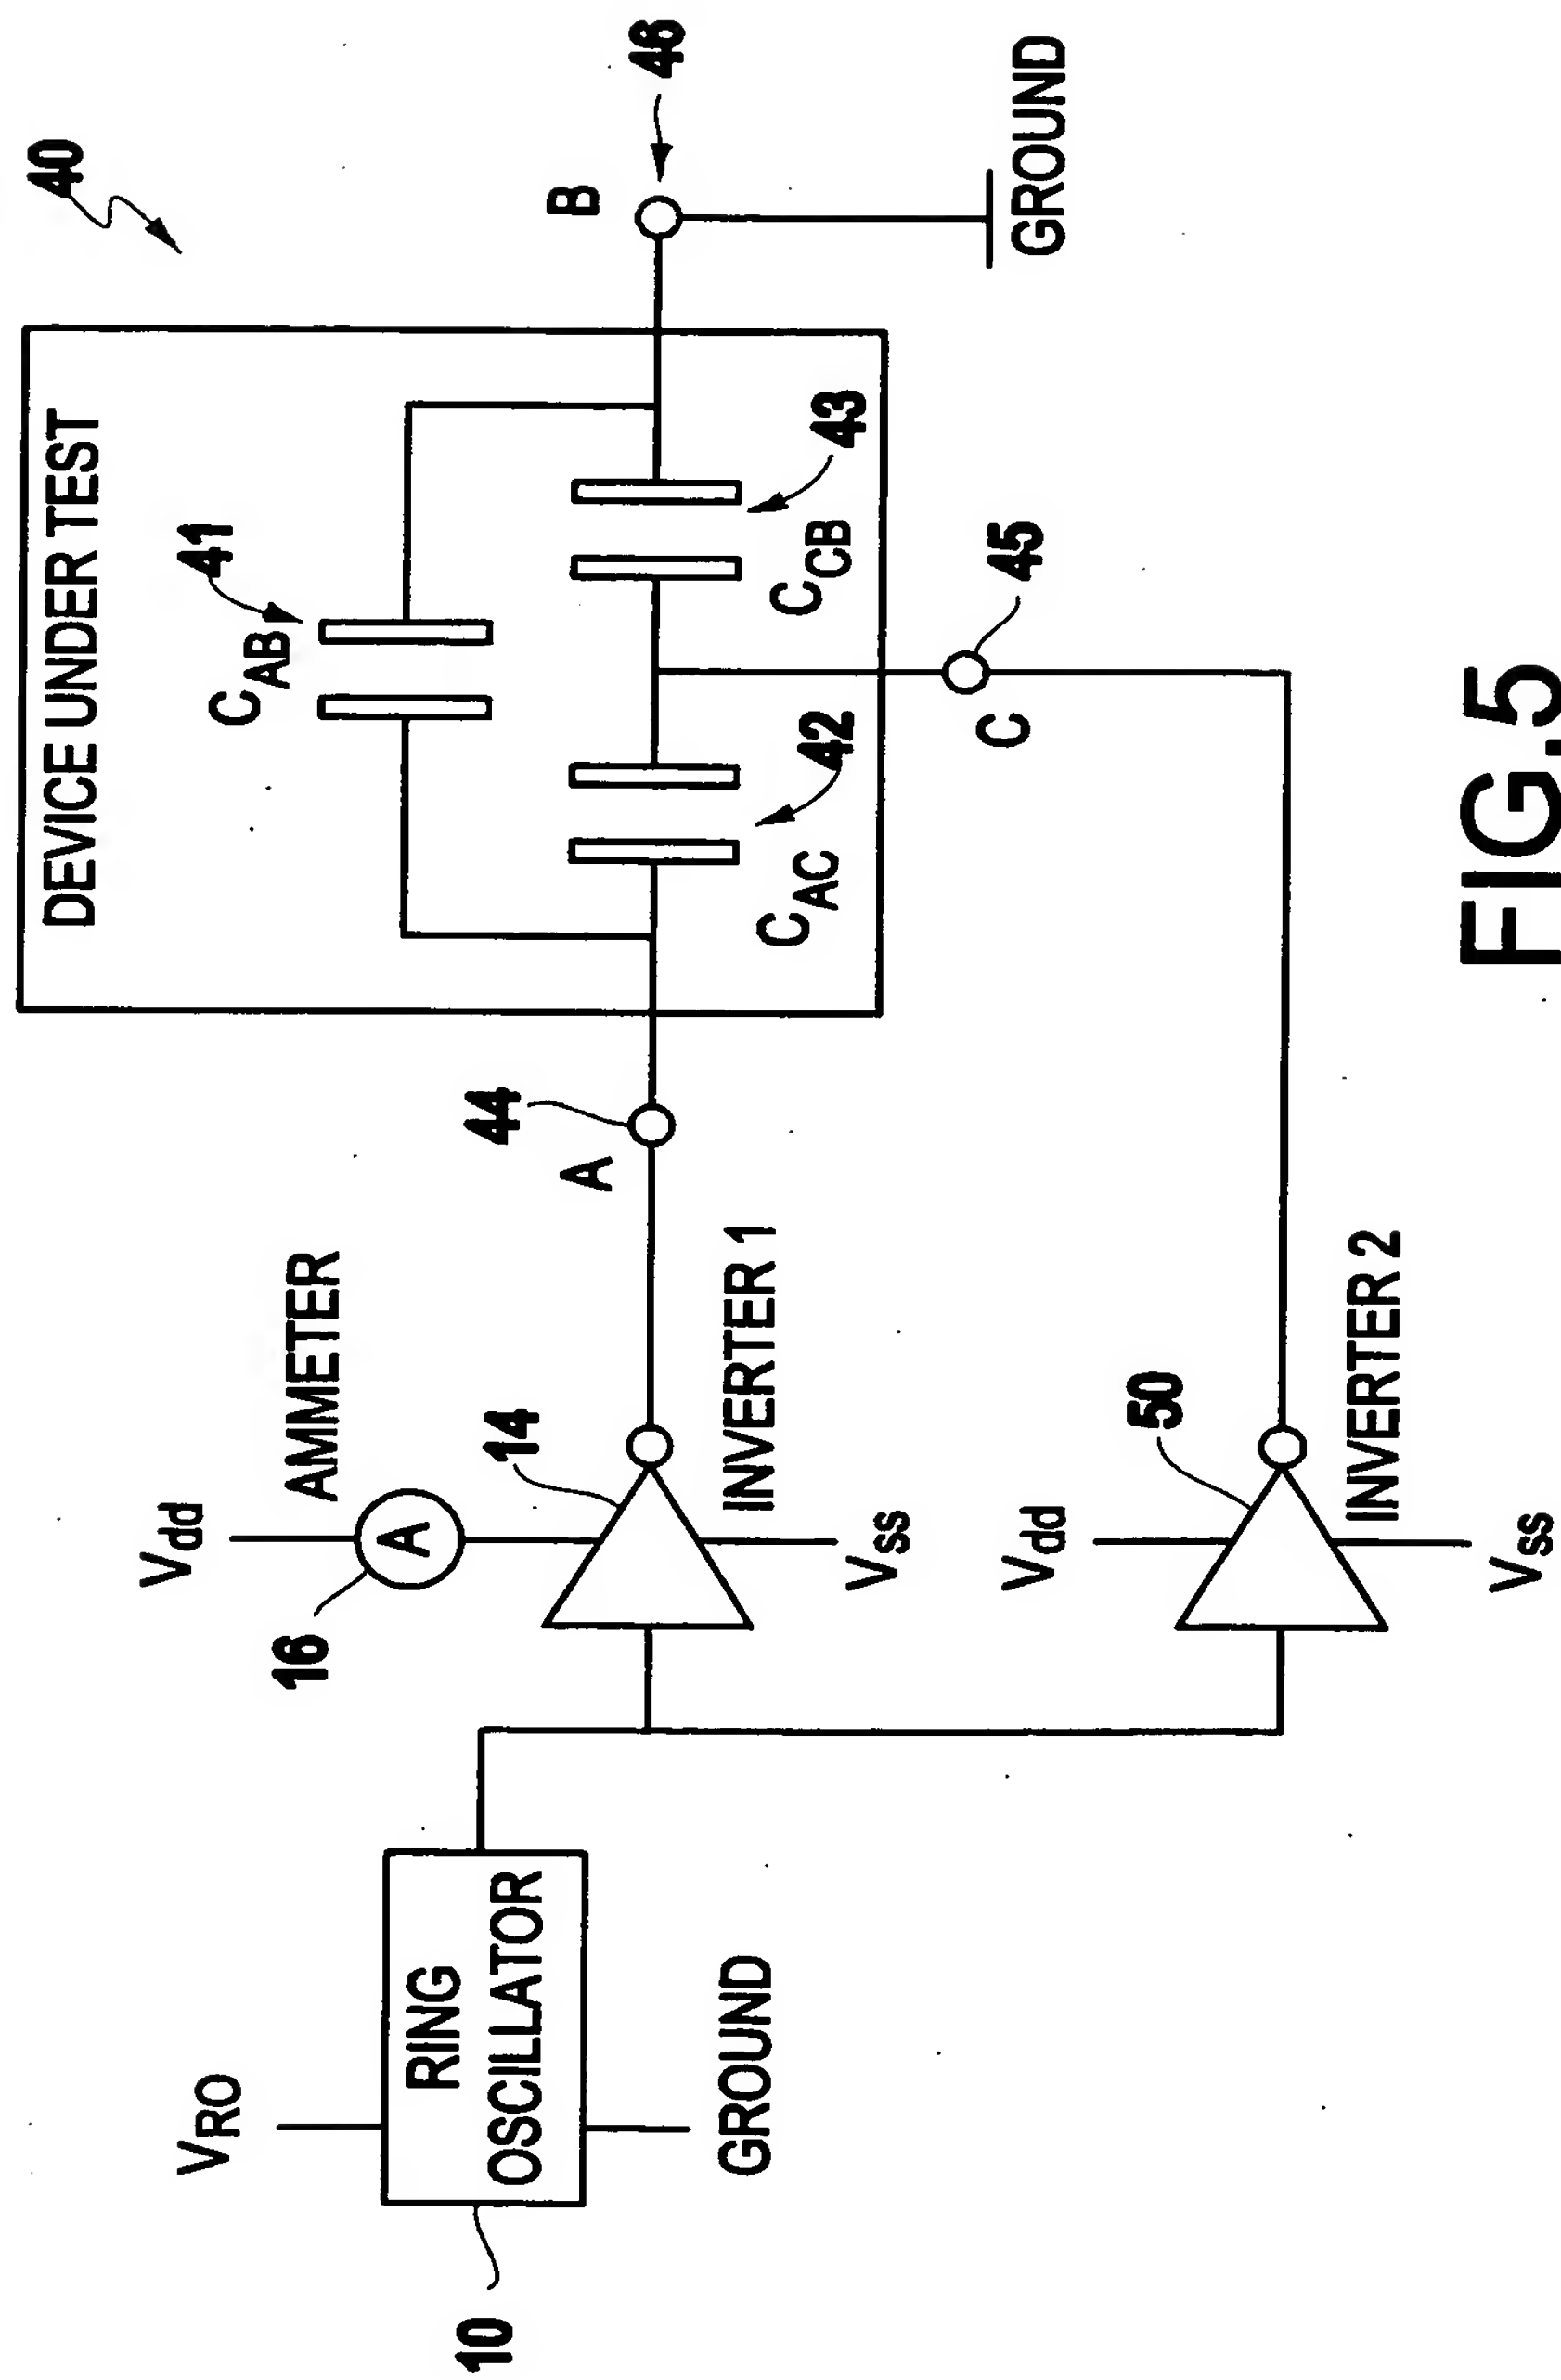 40
DEVICE UNDER TEST
41
CAB
44
A
42
CAC
43
CCB
B
46
GROUND
45
C
Vdd
AMMETER
16
A
14
INVERTER 1
Vss
Vdd
50
INVERTER 2
Vss
VRO
RING
OSCILLATOR
10
GROUND
FIG.5